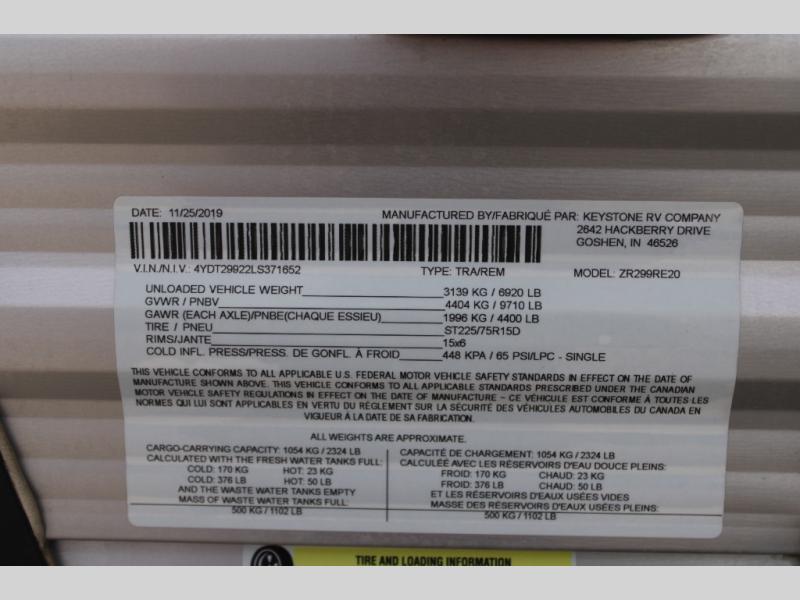 DATE: 11/25/2019
MANUFACTURED BY/FABRIQUÉ PAR: KEYSTONE RV COMPANY
2642 HACKBERRY DRIVE
GOSHEN, IN 46526
V.I.N./N.I.V.: 4YDT29922LS371652 TYPE: TRA/REM MODEL: ZR299RE20
UNLOADED VEHICLE WEIGHT 3139 KG / 6920 LB
GVWR / PNBV 4404 KG / 9710 LB
GAWR (EACH AXLE)/PNBE(CHAQUE ESSIEU) 1996 KG / 4400 LB
TIRE / PNEU ST225/75R15D
RIMS/JANTE 15x6
COLD INFL. PRESS/PRESS. DE GONFL. À FROID 448 KPA / 65 PSI/LPC - SINGLE
THIS VEHICLE CONFORMS TO ALL APPLICABLE U.S. FEDERAL MOTOR VEHICLE SAFETY STANDARDS IN EFFECT ON THE DATE OF
MANUFACTURE SHOWN ABOVE. THIS VEHICLE CONFORMS TO ALL APPLICABLE STANDARDS PRESCRIBED UNDER THE CANADIAN
MOTOR VEHICLE SAFETY REGULATIONS IN EFFECT ON THE DATE OF MANUFACTURE ~ CE VÉHICULE EST CONFORME À TOUTES LES
NORMES QUI LUI SONT APPLICABLES EN VERTU DU RÈGLEMENT SUR LA SÉCURITÉ DES VÉHICULES AUTOMOBILES DU CANADA EN
VIGUEUR À LA DATE DE SA FABRICATION.
ALL WEIGHTS ARE APPROXIMATE.
CARGO-CARRYING CAPACITY: 1054 KG / 2324 LB
CALCULATED WITH THE FRESH WATER TANKS FULL:
COLD: 170 KG HOT: 23 KG
COLD: 376 LB HOT: 50 LB
AND THE WASTE WATER TANKS EMPTY
MASS OF WASTE WATER TANKS FULL:
500 KG / 1102 LB
CAPACITÉ DE CHARGEMENT: 1054 KG / 2324 LB
CALCULÉE AVEC LES RÉSERVOIRS D'EAU DOUCE PLEINS:
FROID: 170 KG CHAUD: 23 KG
FROID: 376 LB CHAUD: 50 LB
ET LES RÉSERVOIRS D'EAUX USÉES VIDES
MASSE DES RÉSERVOIRS D'EAUX USÉES PLEINS:
500 KG / 1102 LB
TIRE AND LOADING INFORMATION